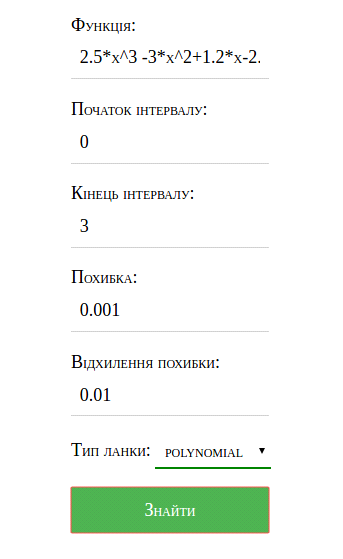 Функція:
2.5*x^3 -3*x^2+1.2*x-2.
Початок інтервалу:
0
Кінець інтервалу:
3
Похибка:
0.001
Відхилення похибки:
0.01
Тип ланки: polynomial
Знайти